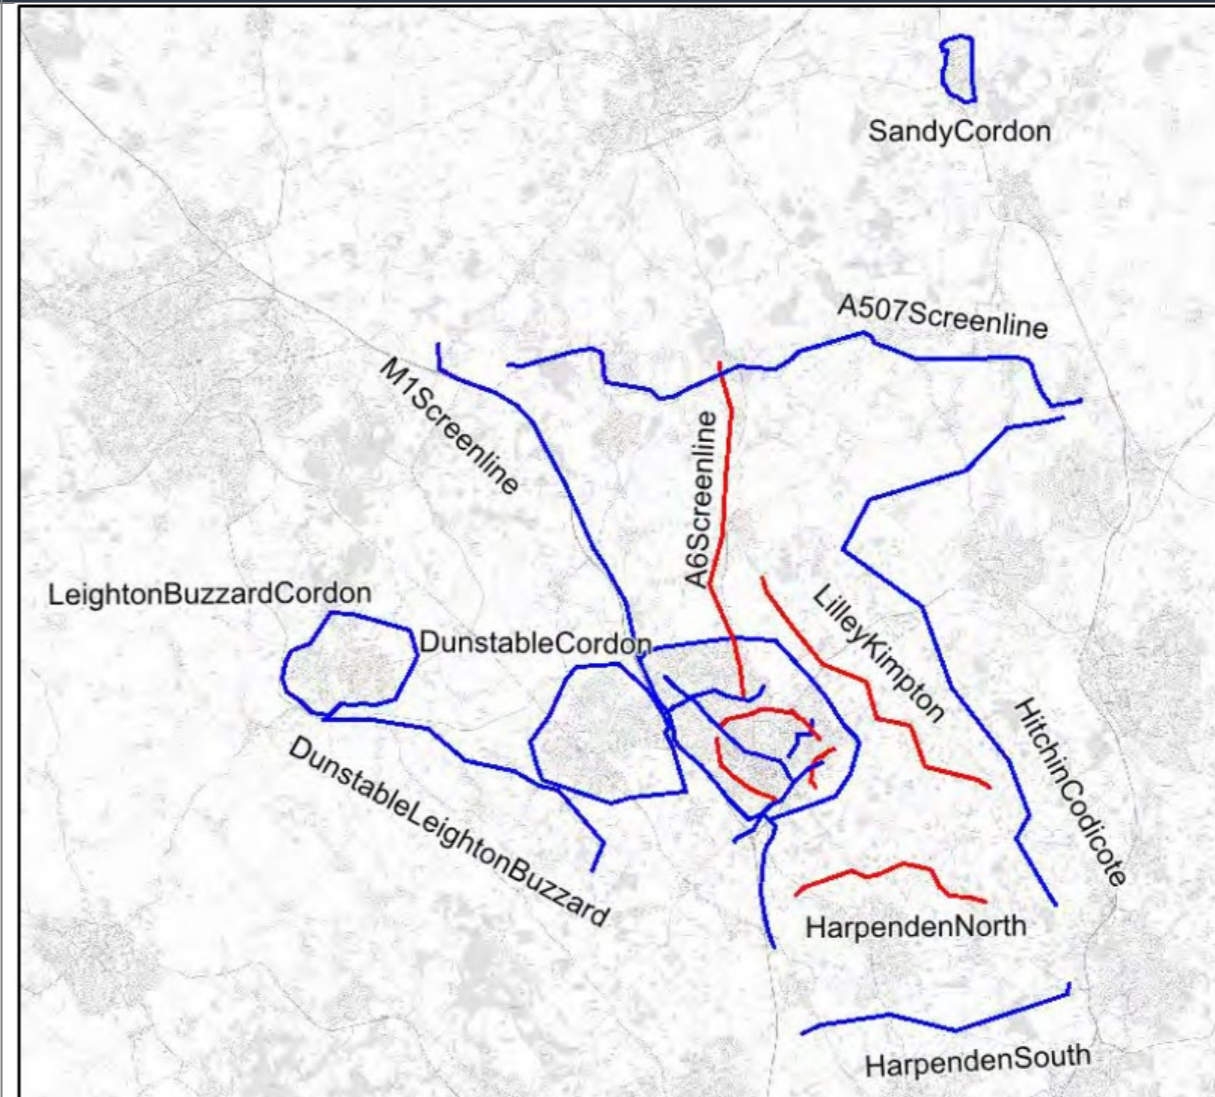 SandyCordon
A507Screenline
M1Screenline
A6Screenline
LeightonBuzzardCordon
DunstableCordon
LilleyKimpton
HitchinCodicote
DunstableLeightonBuzzard
HarpendenNorth
HarpendenSouth